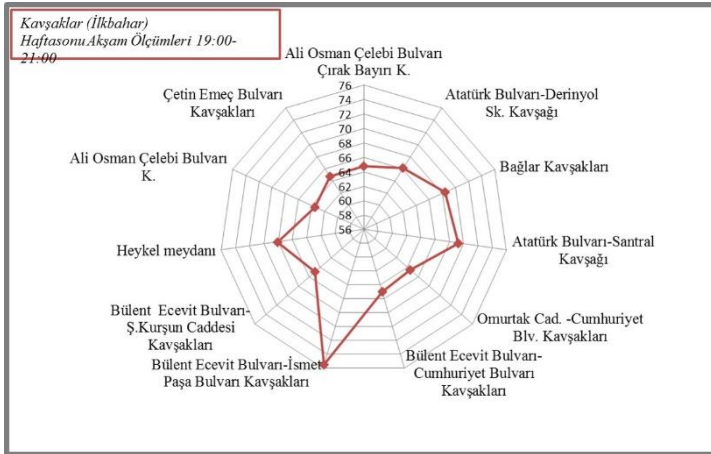 Kavşaklar (İlkbahar)
Haftasonu Akşam Ölçümleri 19:00-
21:00
Ali Osman Çelebi Bulvarı
Çırak Bayırı K.
Atatürk Bulvarı-Derinyol
Sk. Kavşağı
Bağlar Kavşakları
Atatürk Bulvarı-Santral
Kavşağı
Omurtak Cad. -Cumhuriyet
Blv. Kavşakları
Bülent Ecevit Bulvarı-
Cumhuriyet Bulvarı
Kavşakları
Bülent Ecevit Bulvarı-İsmet
Paşa Bulvarı Kavşakları
Bülent Ecevit Bulvarı-
Ş.Kurşun Caddesi
Kavşakları
Heykel meydanı
Ali Osman Çelebi Bulvarı
K.
Çetin Emeç Bulvarı
Kavşakları
76
74
72
70
68
66
64
62
60
58
56